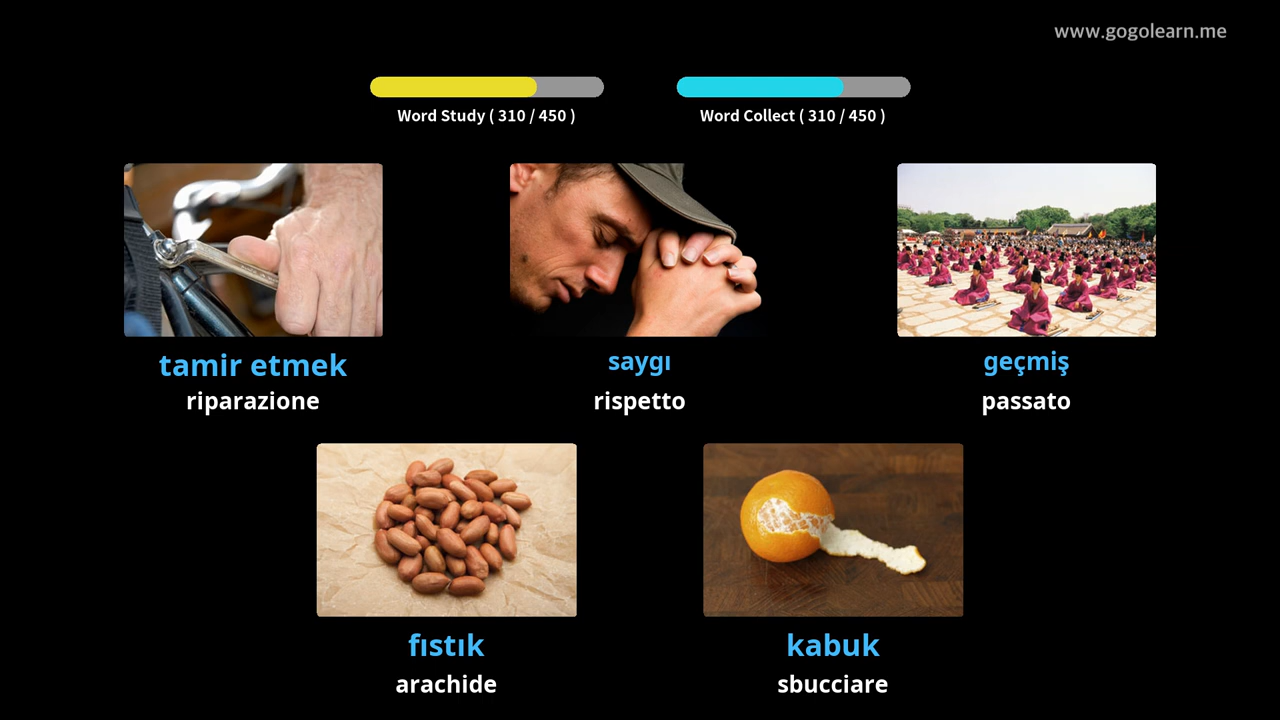 www.gogolearn.me
Word Study ( 310 / 450 )
Word Collect ( 310 / 450 )
tamir etmek
riparazione
saygı
rispetto
geçmiş
passato
fıstık
arachide
kabuk
sbucciare